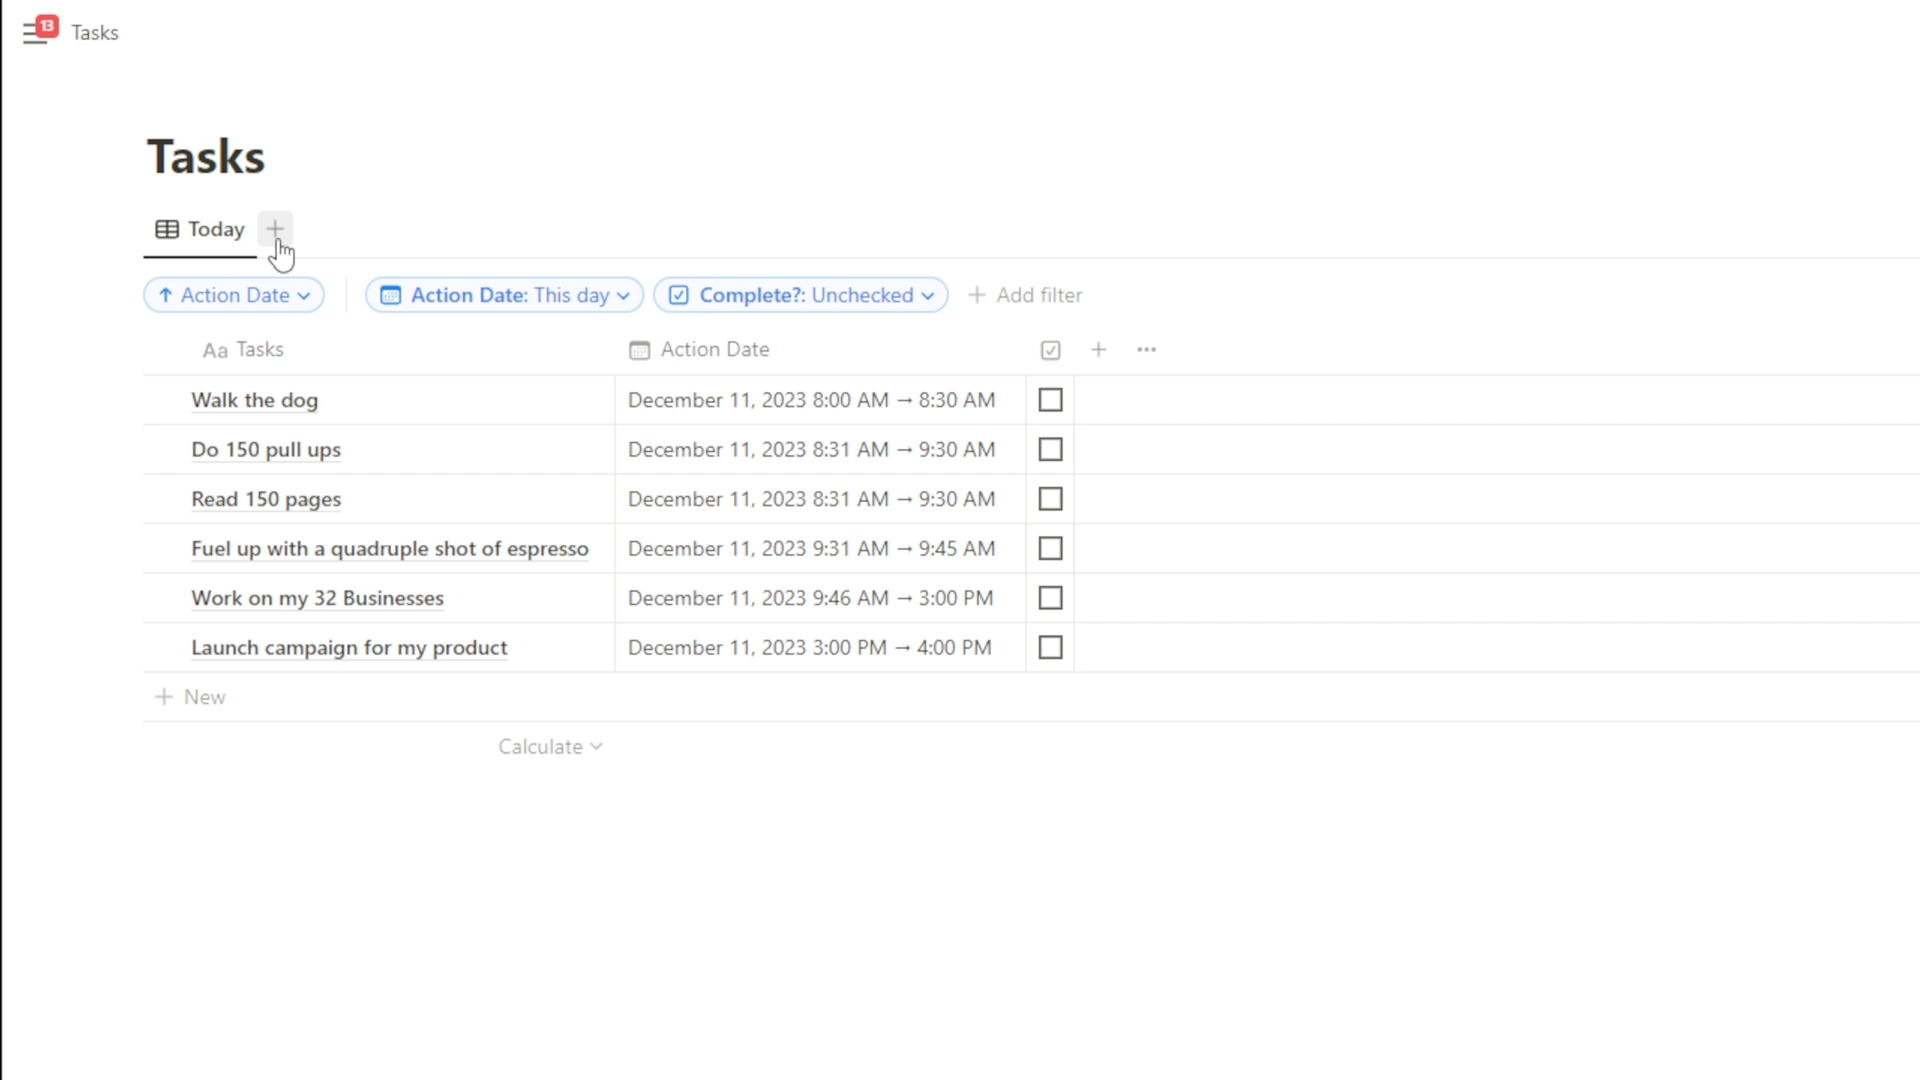 13 Tasks
Tasks
Today
Action Date Action Date: This day Complete?: Unchecked + Add filter
Aa Tasks Action Date + •••
Walk the dog December 11, 2023 8:00 AM → 8:30 AM
Do 150 pull ups December 11, 2023 8:31 AM → 9:30 AM
Read 150 pages December 11, 2023 8:31 AM → 9:30 AM
Fuel up with a quadruple shot of espresso December 11, 2023 9:31 AM → 9:45 AM
Work on my 32 Businesses December 11, 2023 9:46 AM → 3:00 PM
Launch campaign for my product December 11, 2023 3:00 PM → 4:00 PM
+ New
Calculate